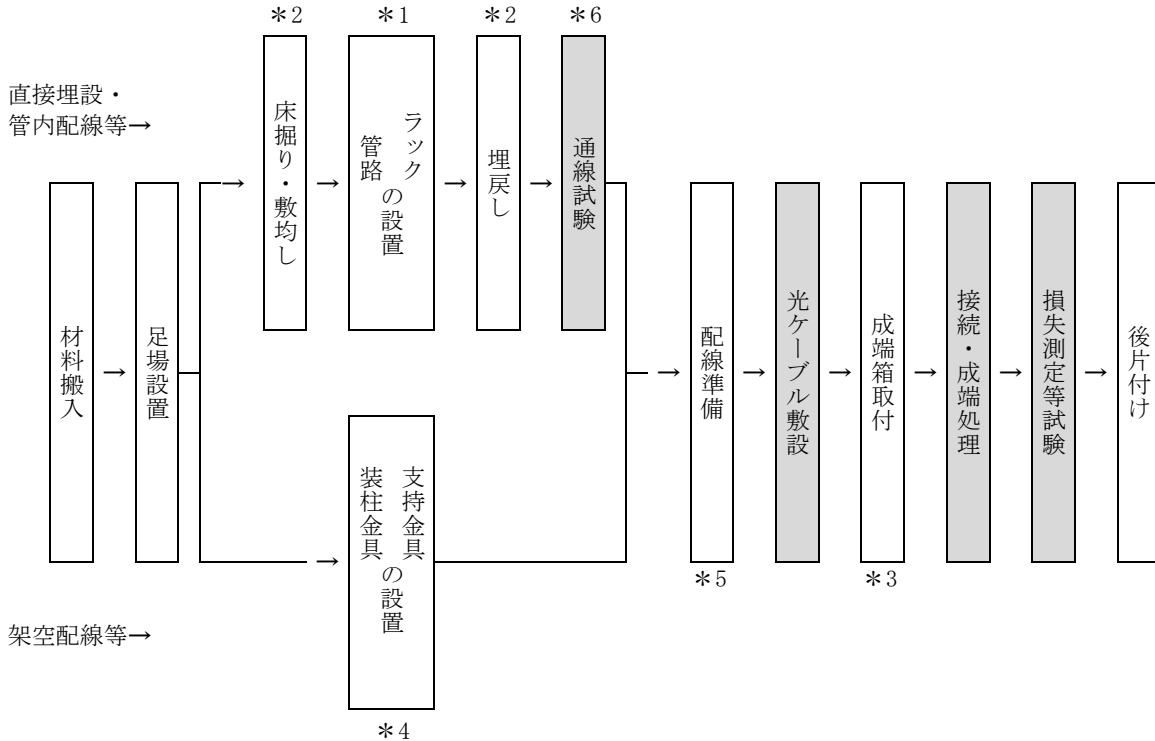 ＊2
＊1
＊2
＊6
直接埋設・
管内配線等→
床掘り・敷均し
→
ラック
管路
の設置
→
埋戻し
→
通線試験
→
材料搬入
→
足場設置
→
配線準備
→
光ケーブル敷設
→
成端箱取付
→
接続・成端処理
→
損失測定等試験
→
後片付け
→
支持金具
装柱金具
の設置
→
＊5
＊3
架空配線等→
＊4